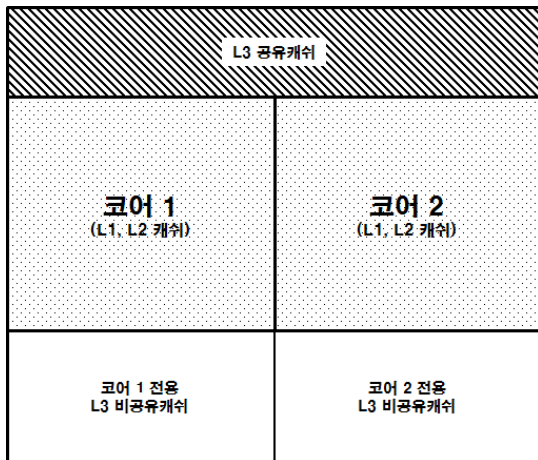 L3 공유캐쉬
코어 1
(L1, L2 캐쉬)
코어 2
(L1, L2 캐쉬)
코어 1 전용
L3 비공유캐쉬
코어 2 전용
L3 비공유캐쉬